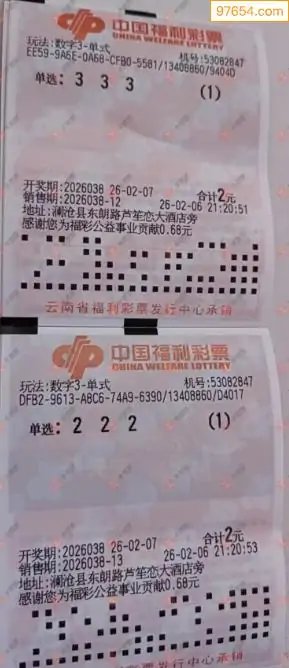 97654.com
中国福利彩票
CHINA WELFARE LOTTERY
玩法:数字3-单式 机号:53082847
EE59-9A6E-0A68-CFB0-5581/13408860/9404D
单选: 3 3 3 (1)
开奖期:2026038 26-02-07 合计2元
销售期:2026038-12 26-02-06 21:20:51
地址:澜沧县东朗路芦笙恋大酒店旁
感谢您为福彩公益事业贡献0.68元
云南省福利彩票发行中心承销
中国福利彩票
CHINA WELFARE LOTTERY
玩法:数字3-单式 机号:53082847
DFB2-9613-A8C6-74A9-6390/13408860/D4017
单选: 2 2 2 (1)
开奖期:2026038 26-02-07 合计2元
销售期:2026038-13 26-02-06 21:20:53
地址:澜沧县东朗路芦笙恋大酒店旁
感谢您为福彩公益事业贡献0.68元
发行中心承销